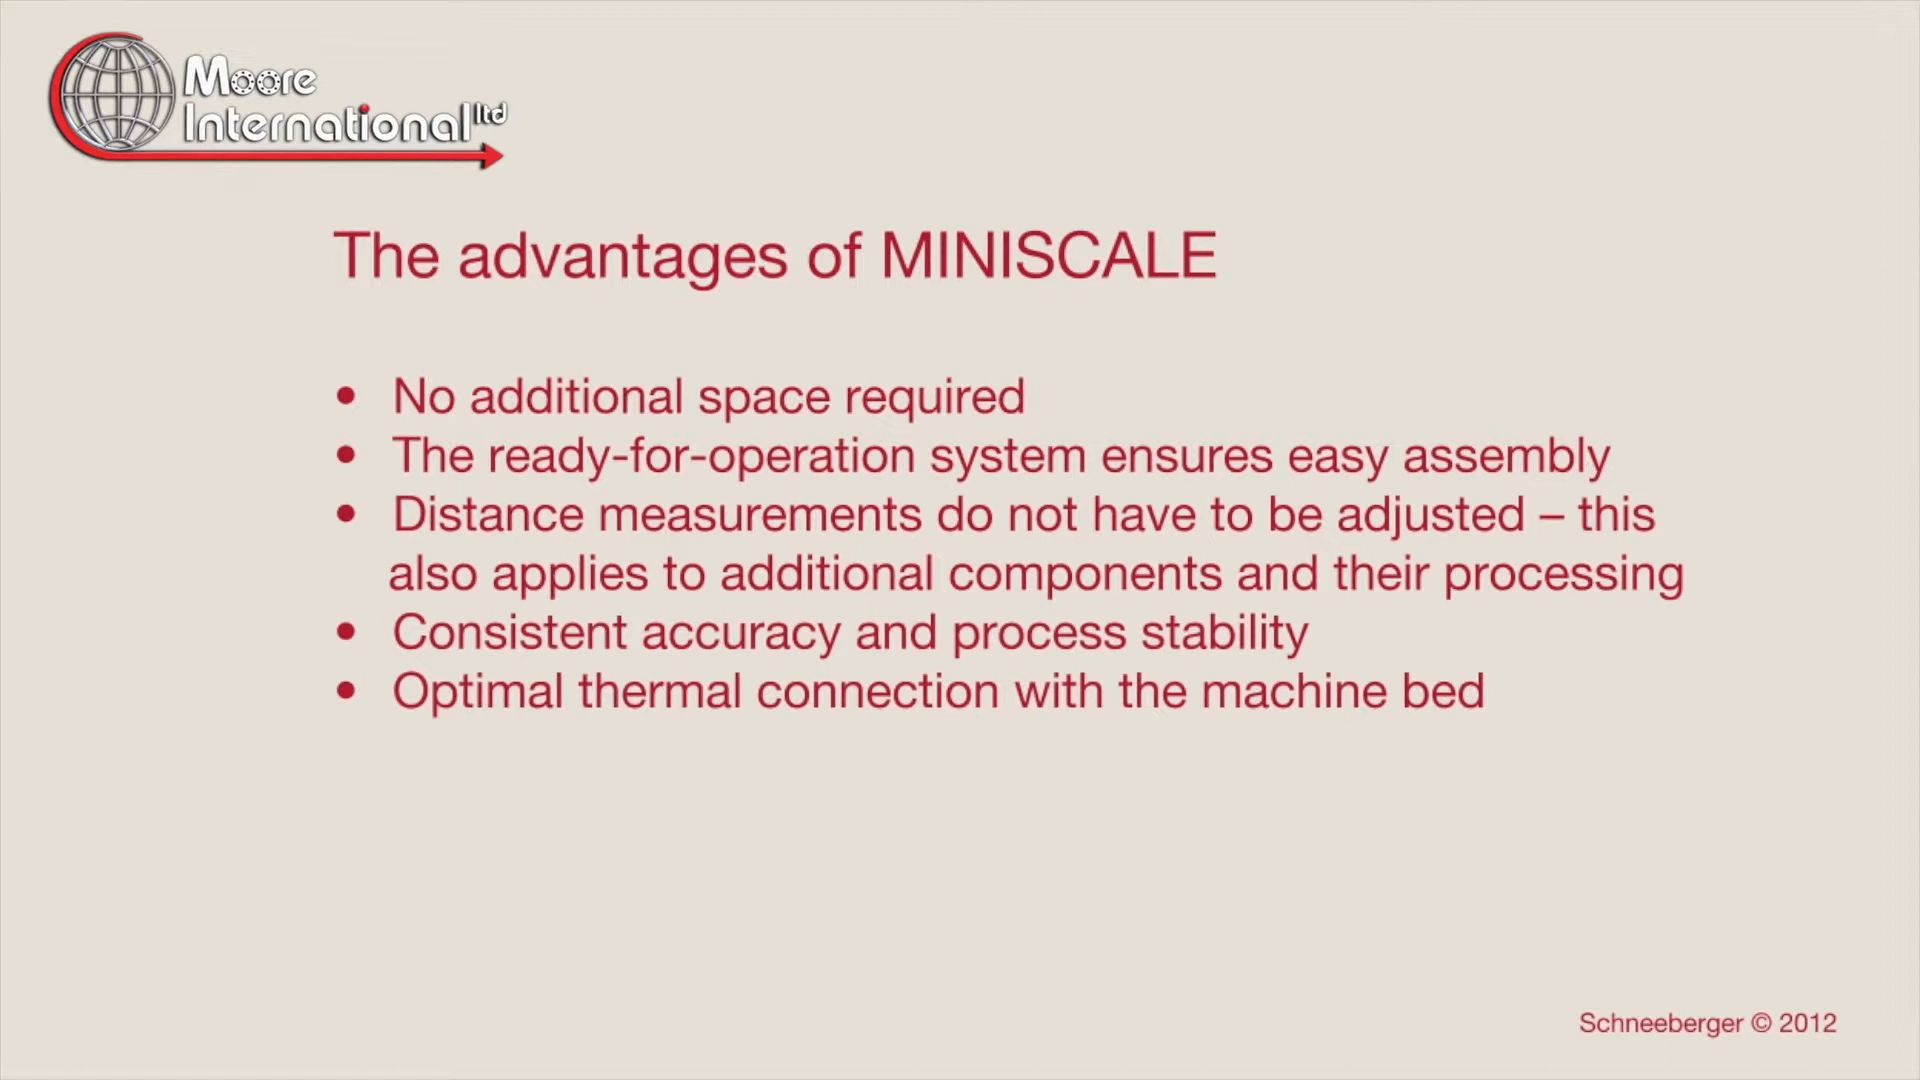 Moore
International ltd
The advantages of MINISCALE
• No additional space required
• The ready-for-operation system ensures easy assembly
• Distance measurements do not have to be adjusted – this
also applies to additional components and their processing
• Consistent accuracy and process stability
• Optimal thermal connection with the machine bed
Schneeberger © 2012